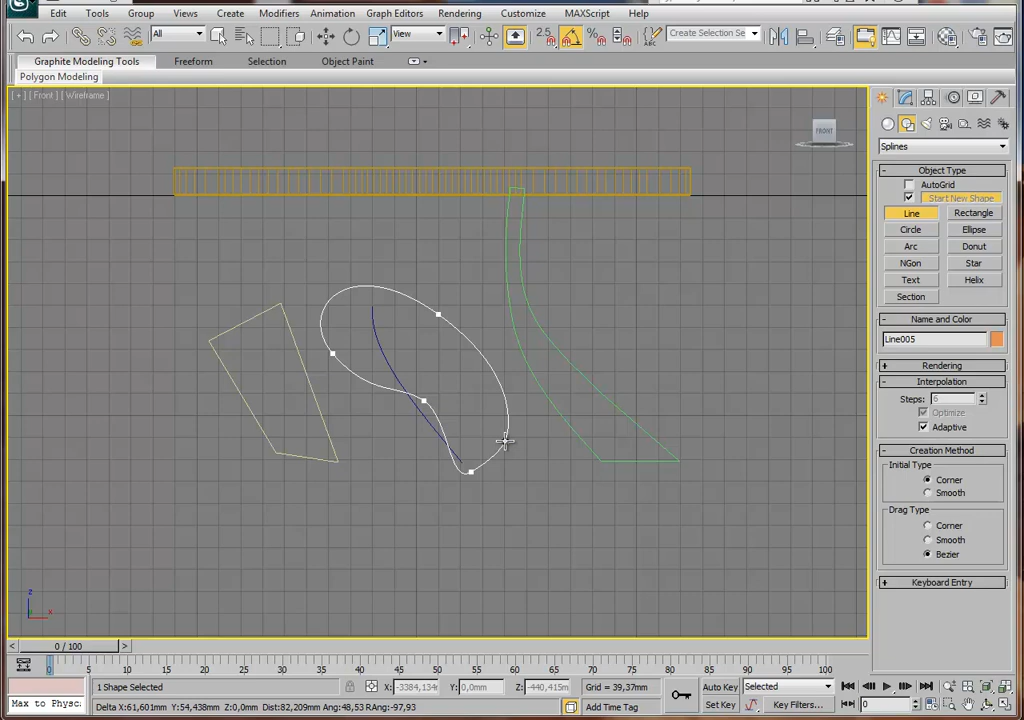 Edit Tools Group Views Create Modifiers Animation Graph Editors Rendering Customize MAXScript Help
All View 2.5 Create Selection Se
Graphite Modeling Tools Freeform Selection Object Paint
Polygon Modeling
[ + ] [ Front ] [ Wireframe ]
FRONT
Splines
- Object Type
AutoGrid
Start New Shape
Line Rectangle
Circle Ellipse
Arc Donut
NGon Star
Text Helix
Section
- Name and Color
Line005
+ Rendering
- Interpolation
Steps: 6
Optimize
Adaptive
- Creation Method
Initial Type
Corner
Smooth
Drag Type
Corner
Smooth
Bezier
+ Keyboard Entry
z
x
< 0 / 100 >
0 5 10 15 20 25 30 35 40 45 50 55 60 65 70 75 80 85 90 95 100
1 Shape Selected X: -3384,134 Y: 0,0mm Z: -440,415m Grid = 39,37mm Auto Key Selected
Max to Physc Delta X:61,601mm Y:54,438mm Z:0,0mm Dist:82,209mm Ang:48,53 RAng:-97,93 Add Time Tag Set Key Key Filters... 0